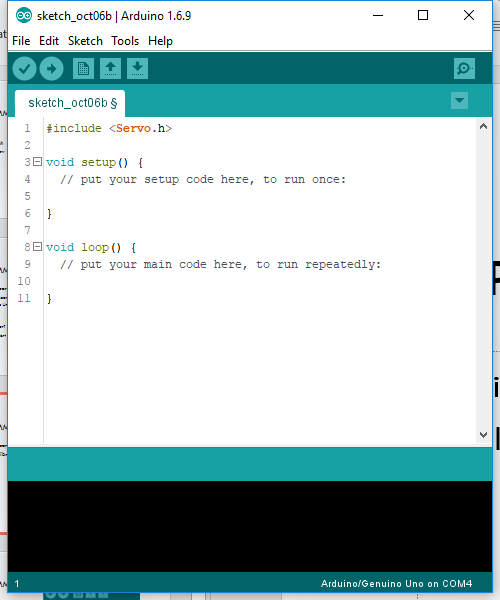 sketch_oct06b | Arduino 1.6.9
File Edit Sketch Tools Help
sketch_oct06b §
1 #include <Servo.h>
2
3 void setup() {
4 // put your setup code here, to run once:
5
6 }
7
8 void loop() {
9 // put your main code here, to run repeatedly:
10
11 }
1 Arduino/Genuino Uno on COM4